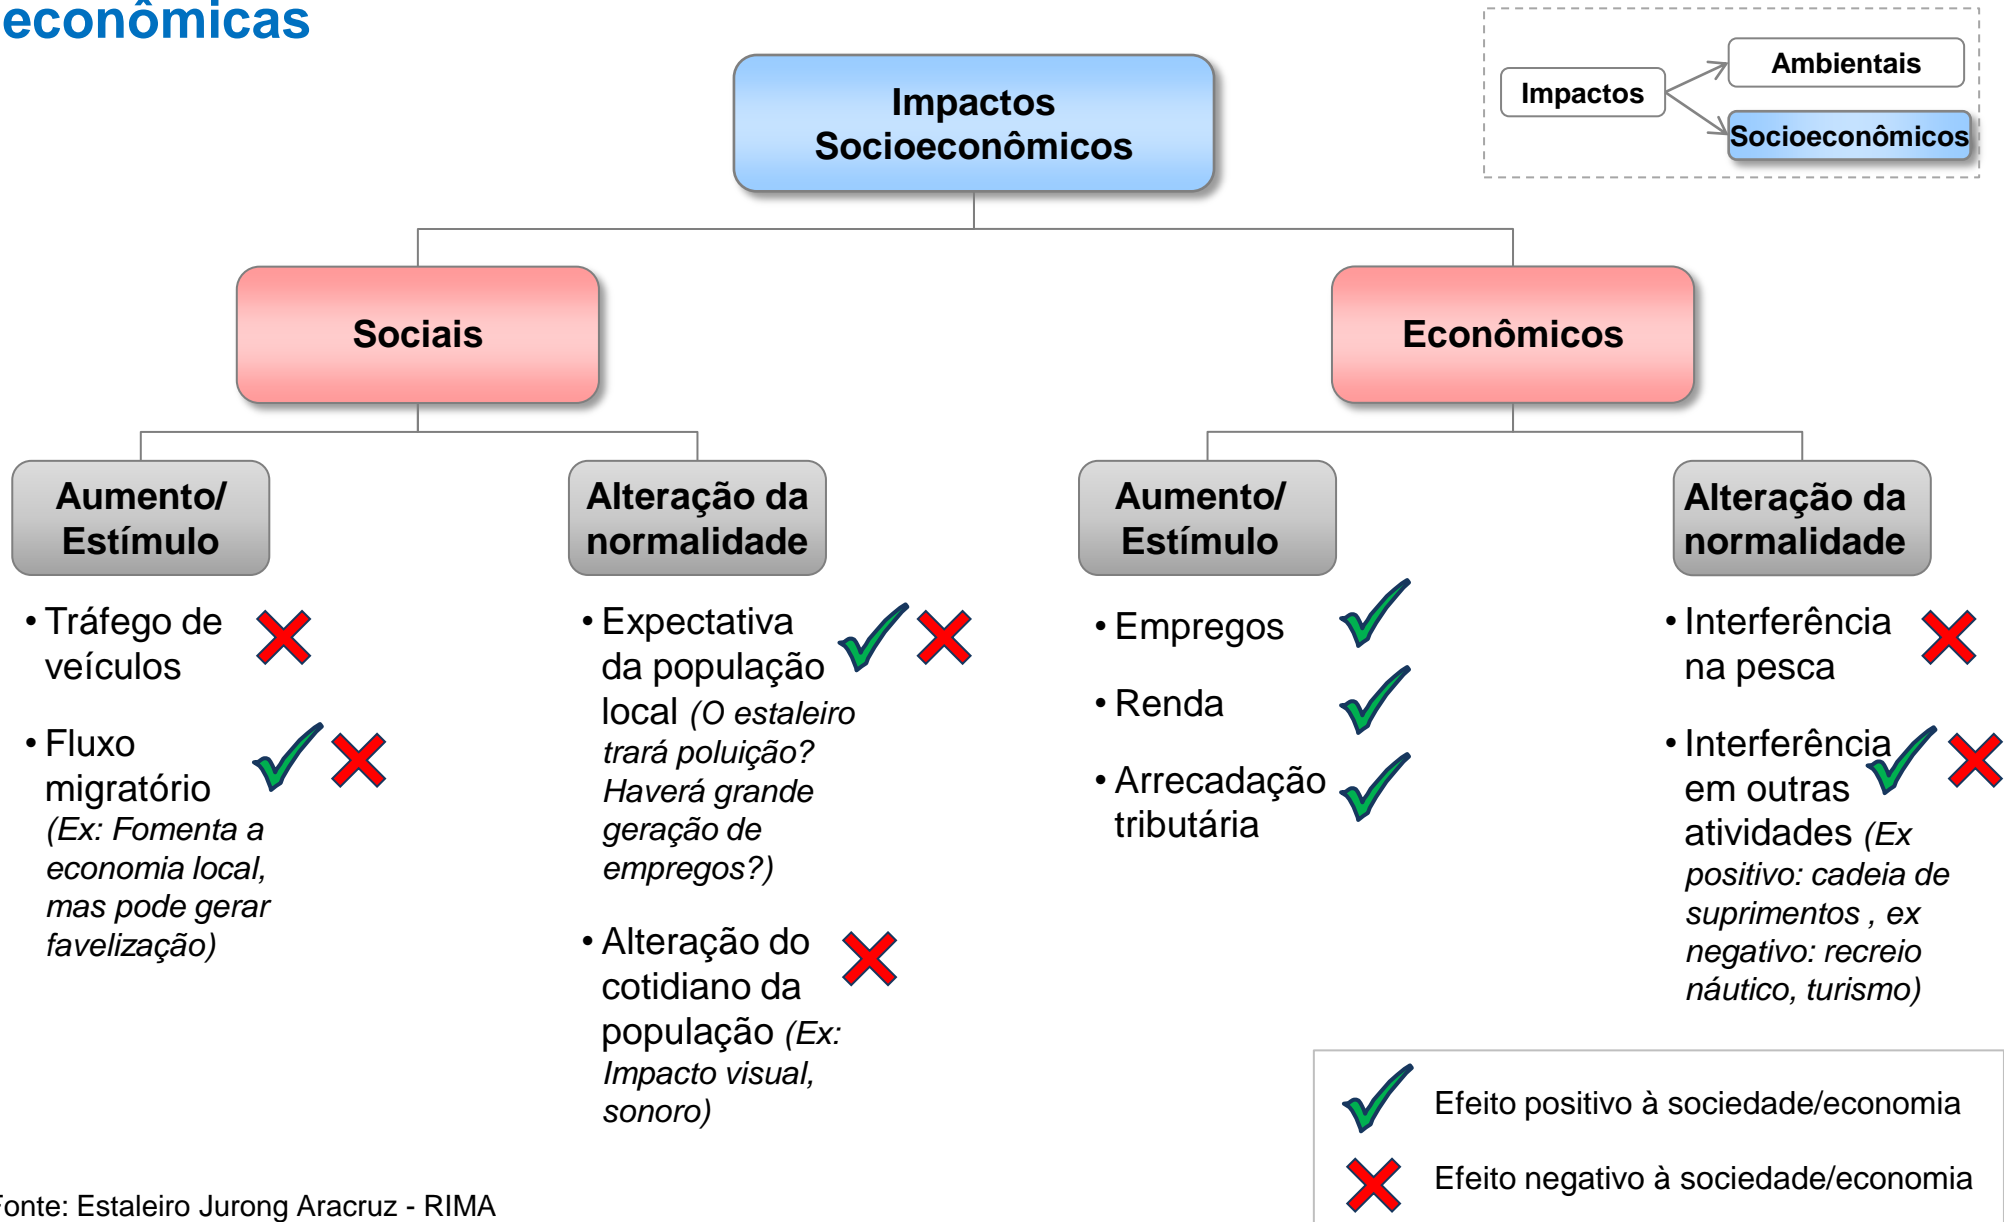 econômicas
Impactos
Ambientais
Socioeconômicos
Impactos
Socioeconômicos
Sociais
Econômicos
Aumento/
Estímulo
• Tráfego de
veículos
• Fluxo
migratório
(Ex: Fomenta a
economia local,
mas pode gerar
favelização)
Alteração da
normalidade
• Expectativa
da população
local (O estaleiro
trará poluição?
Haverá grande
geração de
empregos?)
• Alteração do
cotidiano da
população (Ex:
Impacto visual,
sonoro)
Aumento/
Estímulo
• Empregos
• Renda
• Arrecadação
tributária
Alteração da
normalidade
• Interferência
na pesca
• Interferência
em outras
atividades (Ex
positivo: cadeia de
suprimentos , ex
negativo: recreio
náutico, turismo)
Efeito positivo à sociedade/economia
Efeito negativo à sociedade/economia
Fonte: Estaleiro Jurong Aracruz - RIMA